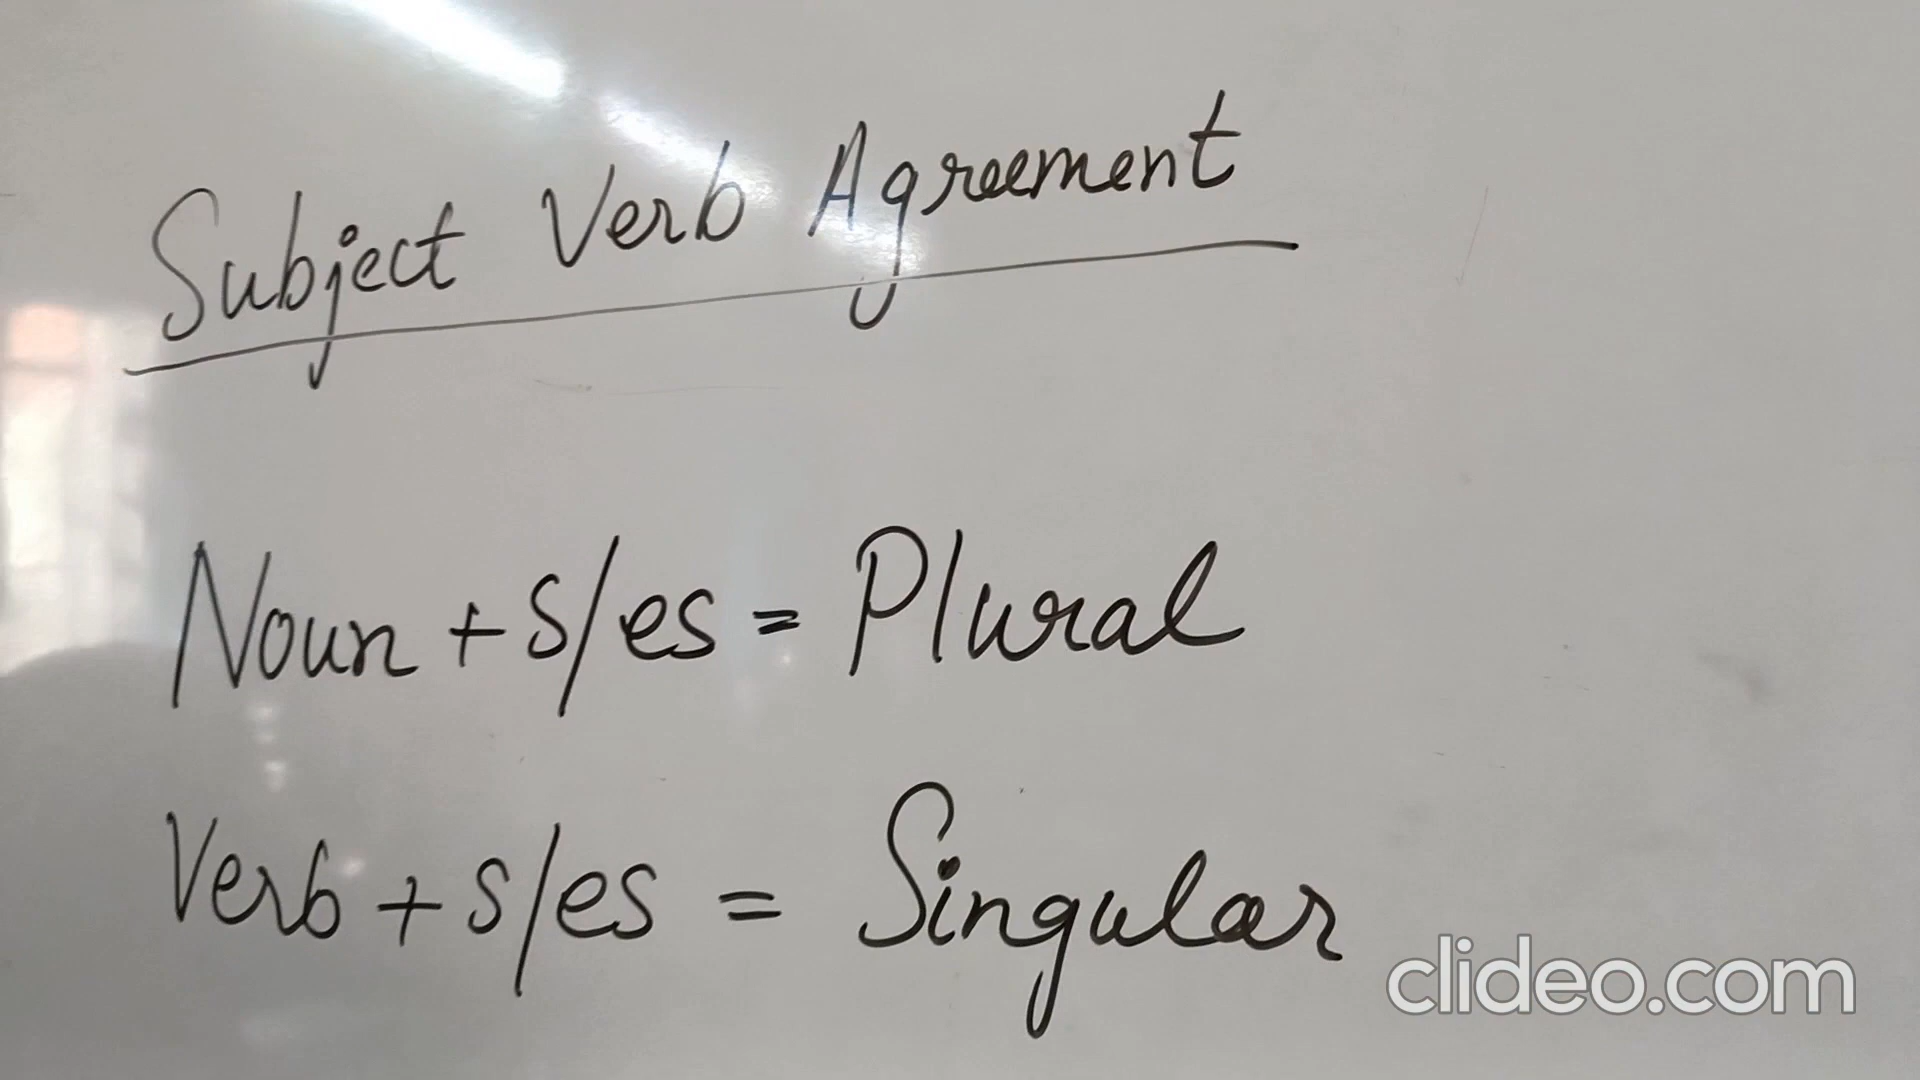 Subject Verb Agreement
Noun + s/es = Plural
Verb + s/es = Singular
clideo.com